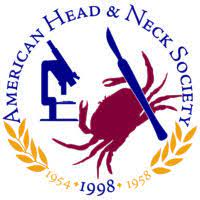 AMERICAN HEAD & NECK SOCIETY
1954 • 1998 • 1958